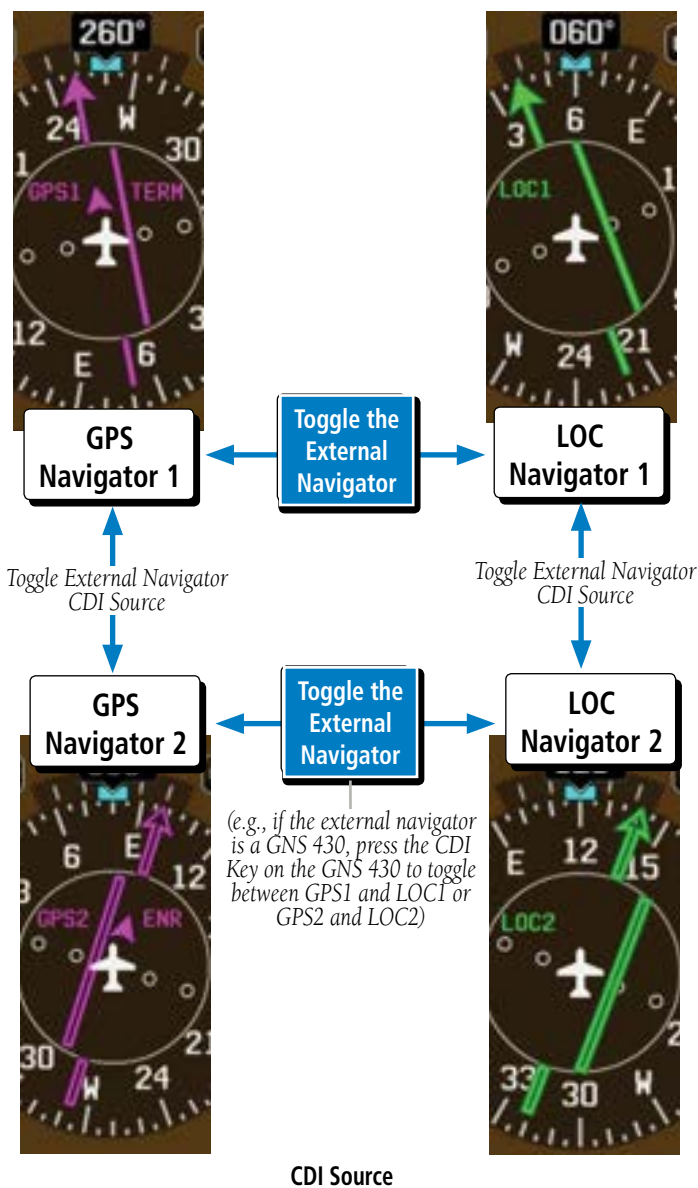 260°
24
W
30
1
GPS1
TERM
12
E
6
3
060°
3
6
E
1
LOC1
W
24
21
GPS
Navigator 1
Toggle the
External
Navigator
LOC
Navigator 1
Toggle External Navigator
CDI Source
Toggle External Navigator
CDI Source
GPS
Navigator 2
Toggle the
External
Navigator
LOC
Navigator 2
(e.g., if the external navigator
is a GNS 430, press the CDI
Key on the GNS 430 to toggle
between GPS1 and LOC1 or
GPS2 and LOC2)
6
E
12
3
GPS2
ENR
30
W
24
21
E
12
15
LOC2
2
33
30
W
CDI Source